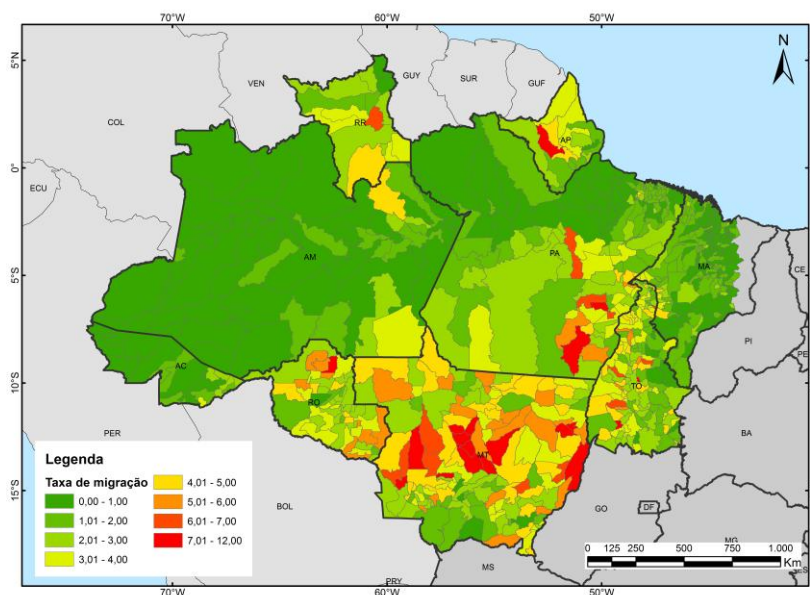 70°W 60°W 50°W
N
5°N
VEN
GUY
SUR
GUF
COL
RR
AP
0°
ECU
AM
PA
MA
CE
5°S
PI
PE
AC
TO
10°S
RO
PER
BA
MT
Legenda
Taxa de migração
0,00 - 1,00
1,01 - 2,00
2,01 - 3,00
3,01 - 4,00
4,01 - 5,00
5,01 - 6,00
6,01 - 7,00
7,01 - 12,00
15°S
BOL
GO
DF
MG
MS
PRY
0 125 250 500 750 1.000
Km
70°W 60°W 50°W